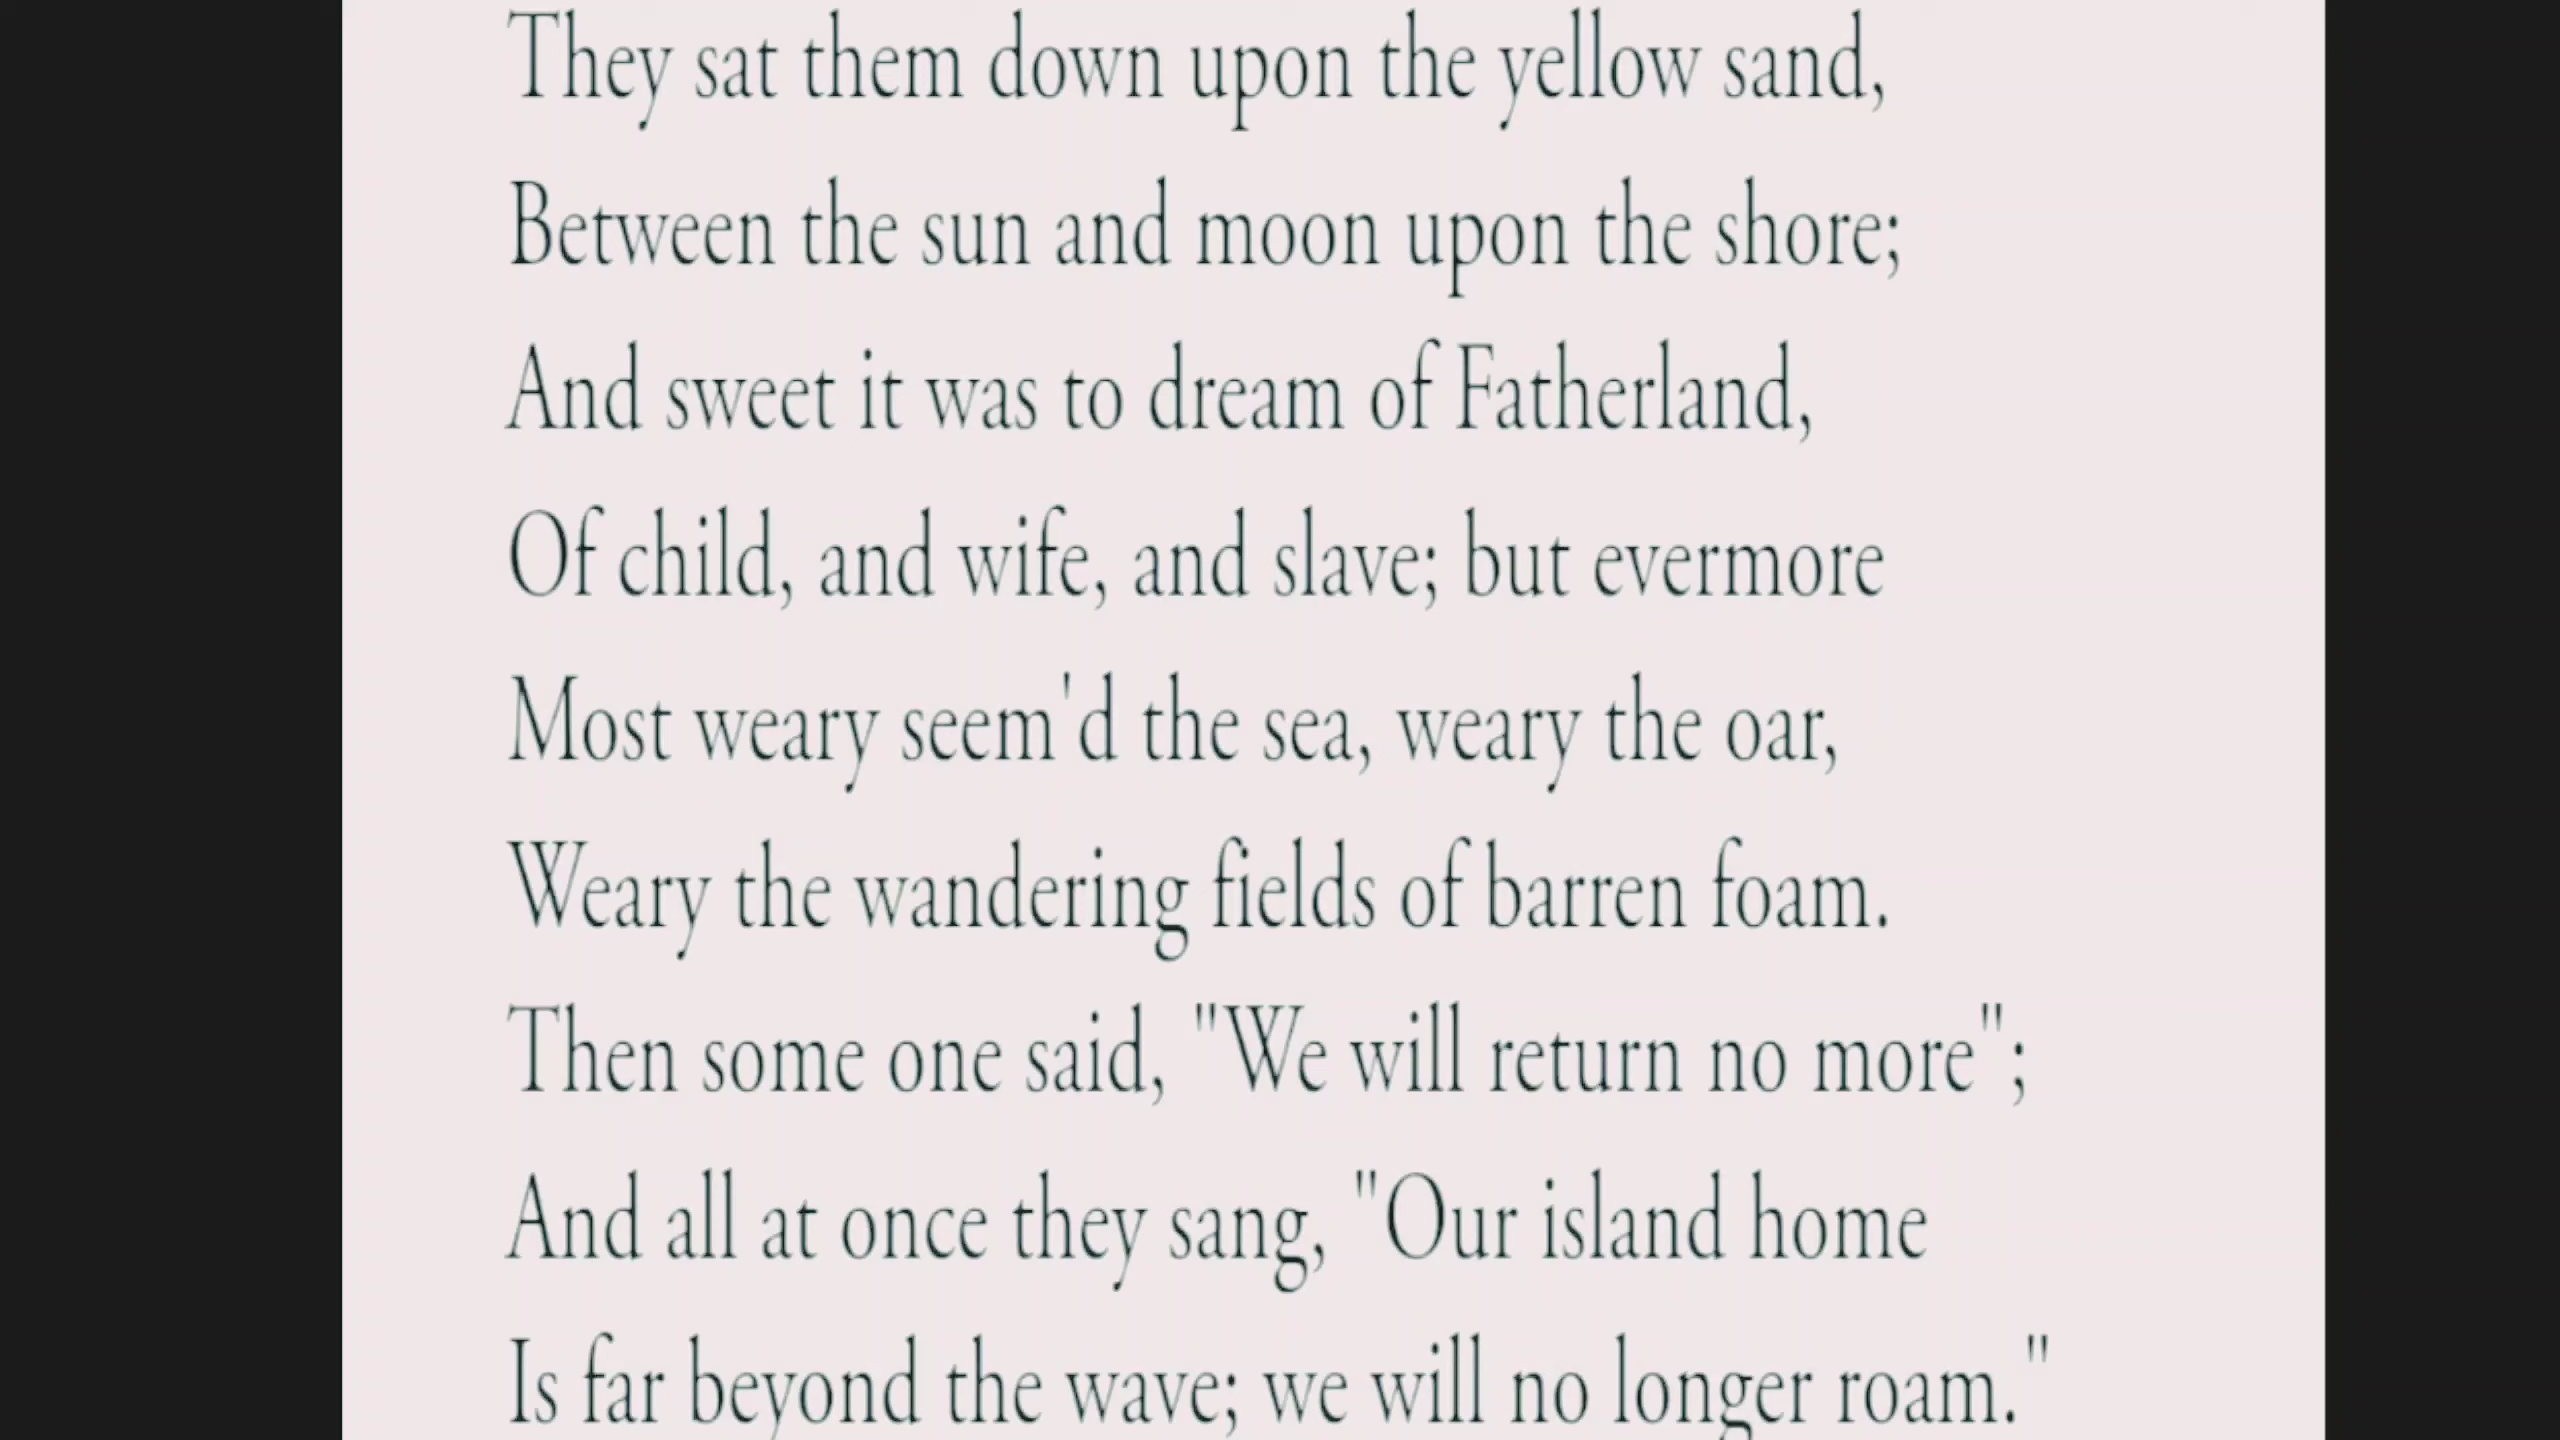 They sat them down upon the yellow sand,
Between the sun and moon upon the shore;
And sweet it was to dream of Fatherland,
Of child, and wife, and slave; but evermore
Most weary seem'd the sea, weary the oar,
Weary the wandering fields of barren foam.
Then some one said, "We will return no more";
And all at once they sang, "Our island home
Is far beyond the wave; we will no longer roam."